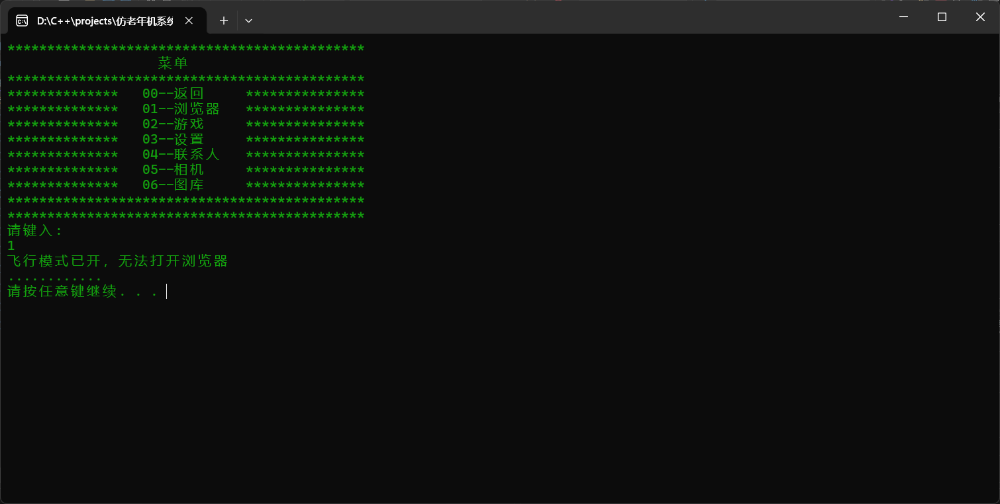 D:\C++\projects\仿老年机系统
*********************************************
菜单
*********************************************
************** 00--返回 ***************
************** 01--浏览器 ***************
************** 02--游戏 ***************
************** 03--设置 ***************
************** 04--联系人 ***************
************** 05--相机 ***************
************** 06--图库 ***************
*********************************************
*********************************************
请键入：
1
飞行模式已开，无法打开浏览器
............
请按任意键继续. . .